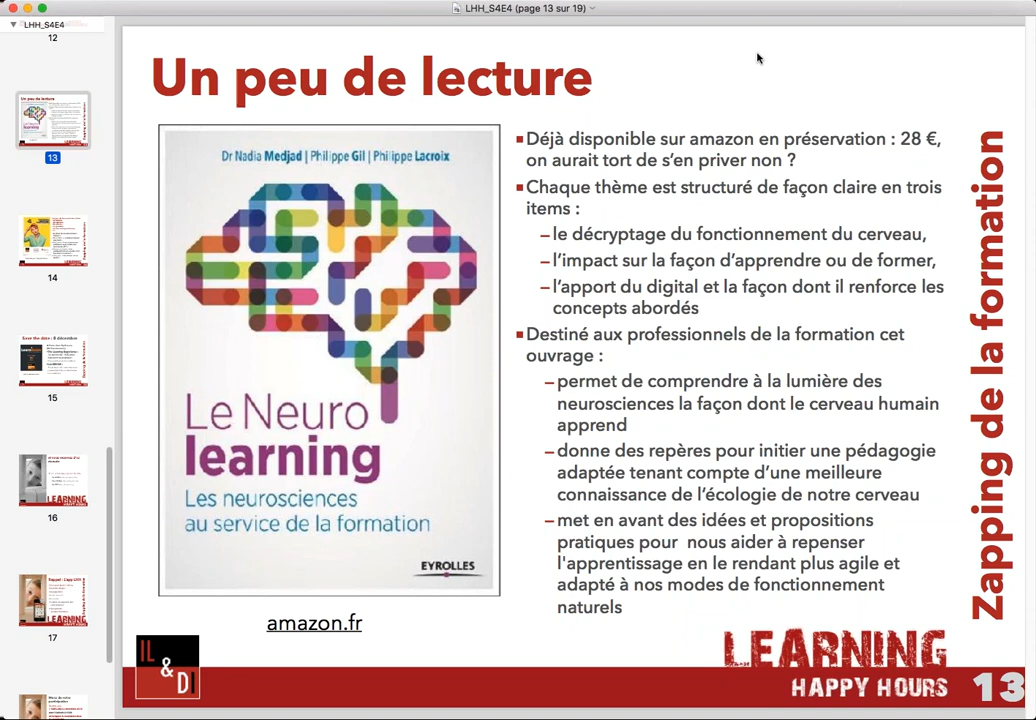 LHH_S4E4 (page 13 sur 19)
LHH_S4E4
12
13
14
15
16
17
Un peu de lecture
Dr Nadia Medjad | Philippe Gil | Philippe Lacroix
Le Neuro
learning
Les neurosciences
au service de la formation
EYROLLES
amazon.fr
Déjà disponible sur amazon en préservation : 28 €,
on aurait tort de s’en priver non ?
Chaque thème est structuré de façon claire en trois
items :
– le décryptage du fonctionnement du cerveau,
– l’impact sur la façon d’apprendre ou de former,
– l’apport du digital et la façon dont il renforce les
concepts abordés
Destiné aux professionnels de la formation cet
ouvrage :
– permet de comprendre à la lumière des
neurosciences la façon dont le cerveau humain
apprend
– donne des repères pour initier une pédagogie
adaptée tenant compte d’une meilleure
connaissance de l’écologie de notre cerveau
– met en avant des idées et propositions
pratiques pour nous aider à repenser
l'apprentissage en le rendant plus agile et
adapté à nos modes de fonctionnement
naturels
Zapping de la formation
IL
&
DI
LEARNING
HAPPY HOURS
13